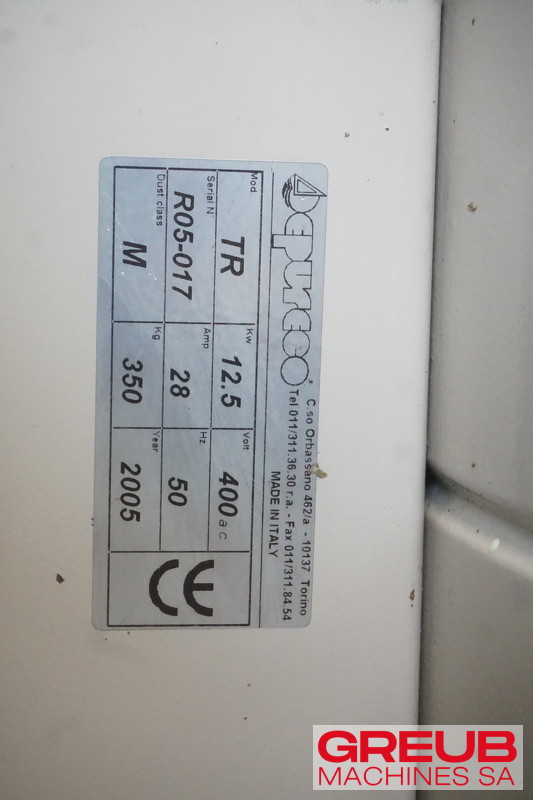 Depureco®
C.so Orbassano 462/a - 10137 Torino
Tel 011/311.36.30 r.a. - Fax 011/311.84.54
MADE IN ITALY
Mod. TR
Kw 12.5
Volt 400 a c
Serial N R05-017
Amp 28
Hz 50
Dust class M
Kg 350
Year 2005
CE
GREUB
MACHINES SA